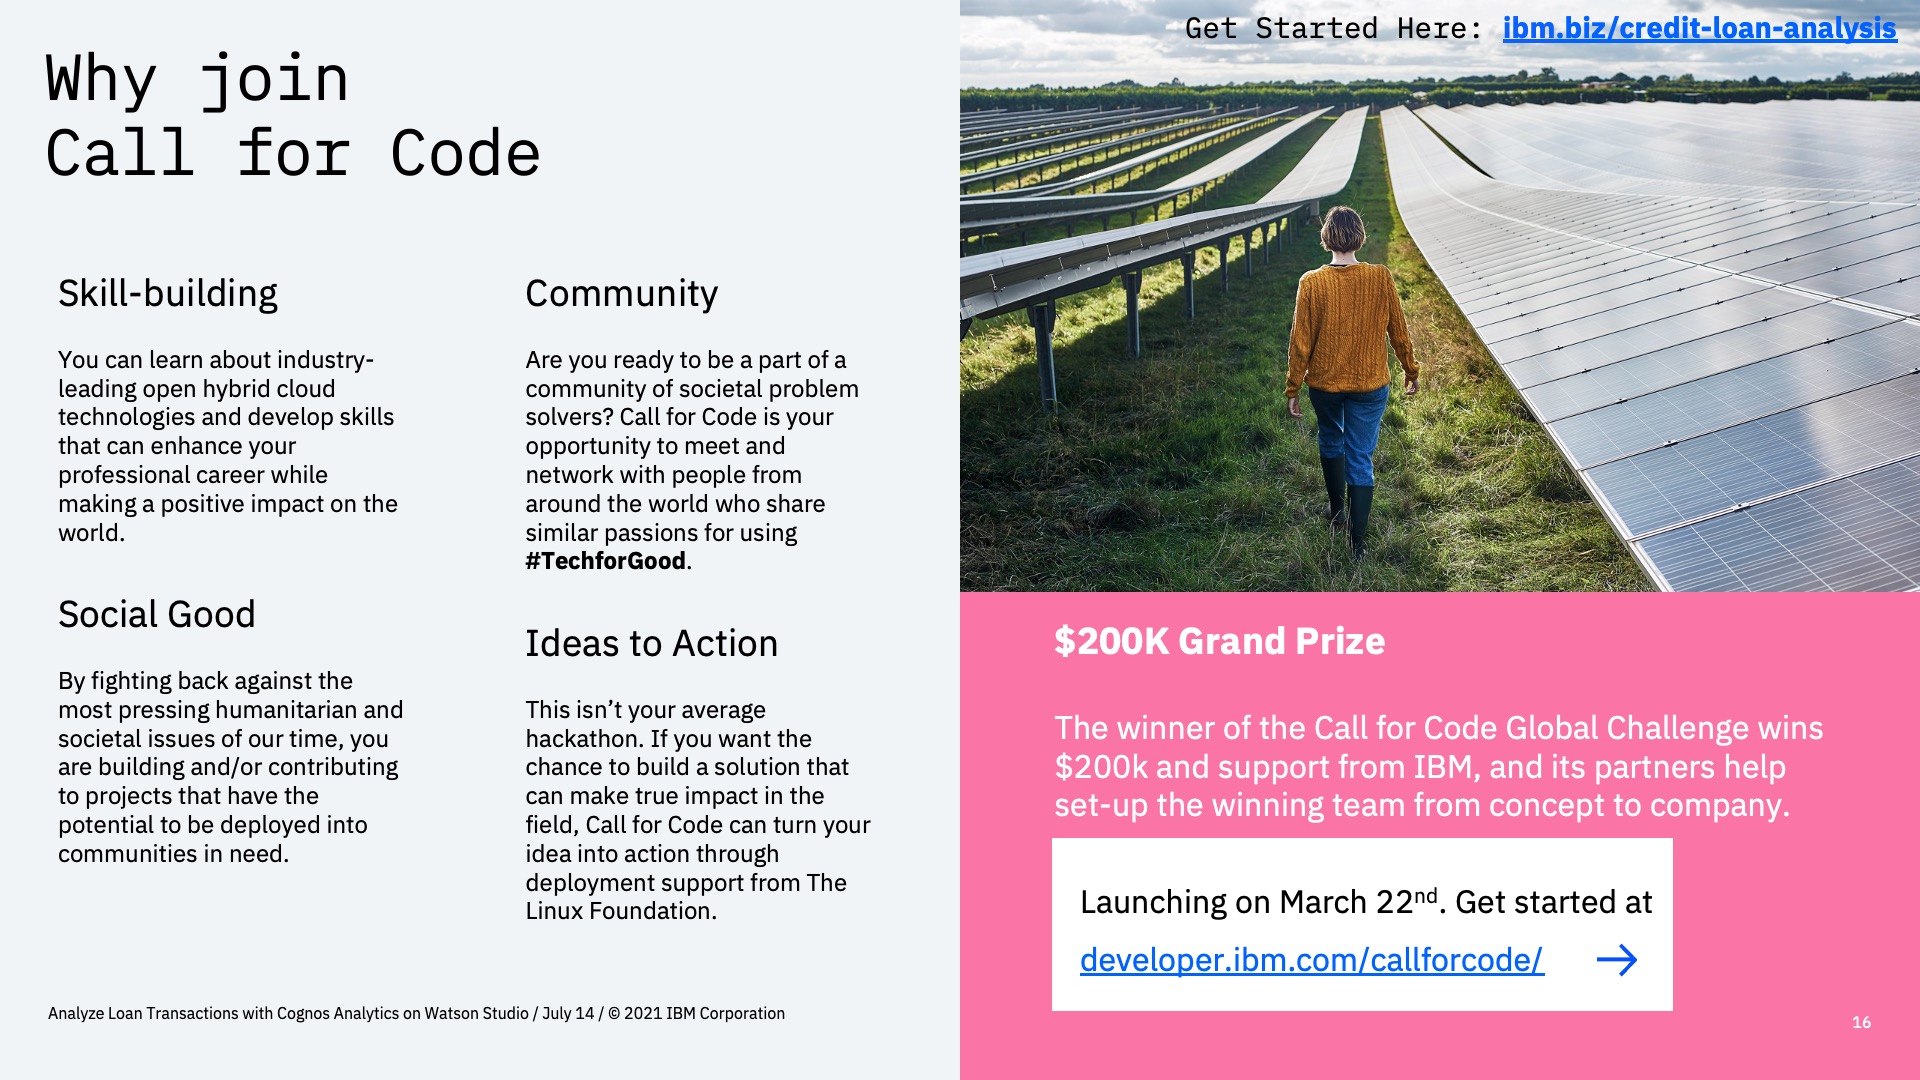 Get Started Here: ibm.biz/credit-loan-analysis
Why join
Call for Code
Skill-building
You can learn about industry-
leading open hybrid cloud
technologies and develop skills
that can enhance your
professional career while
making a positive impact on the
world.
Social Good
By fighting back against the
most pressing humanitarian and
societal issues of our time, you
are building and/or contributing
to projects that have the
potential to be deployed into
communities in need.
Community
Are you ready to be a part of a
community of societal problem
solvers? Call for Code is your
opportunity to meet and
network with people from
around the world who share
similar passions for using
#TechforGood.
Ideas to Action
This isn’t your average
hackathon. If you want the
chance to build a solution that
can make true impact in the
field, Call for Code can turn your
idea into action through
deployment support from The
Linux Foundation.
$200K Grand Prize
The winner of the Call for Code Global Challenge wins
$200k and support from IBM, and its partners help
set-up the winning team from concept to company.
Launching on March 22nd. Get started at
developer.ibm.com/callforcode/ →
Analyze Loan Transactions with Cognos Analytics on Watson Studio / July 14 / © 2021 IBM Corporation
16